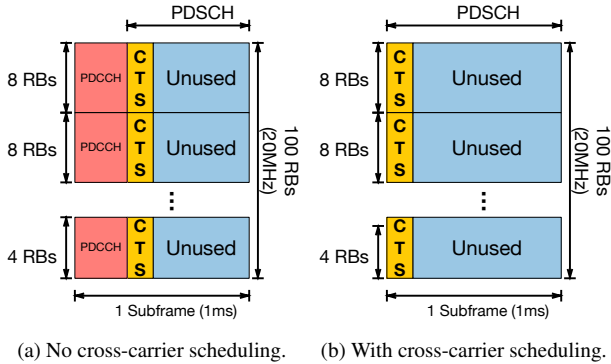 PDSCH
8 RBs
PDCCH
C
T
S
Unused
8 RBs
PDCCH
C
T
S
Unused
...
4 RBs
PDCCH
C
T
S
Unused
100 RBs
(20MHz)
1 Subframe (1ms)
(a) No cross-carrier scheduling.
PDSCH
8 RBs
C
T
S
Unused
8 RBs
C
T
S
Unused
...
4 RBs
C
T
S
Unused
100 RBs
(20MHz)
1 Subframe (1ms)
(b) With cross-carrier scheduling.